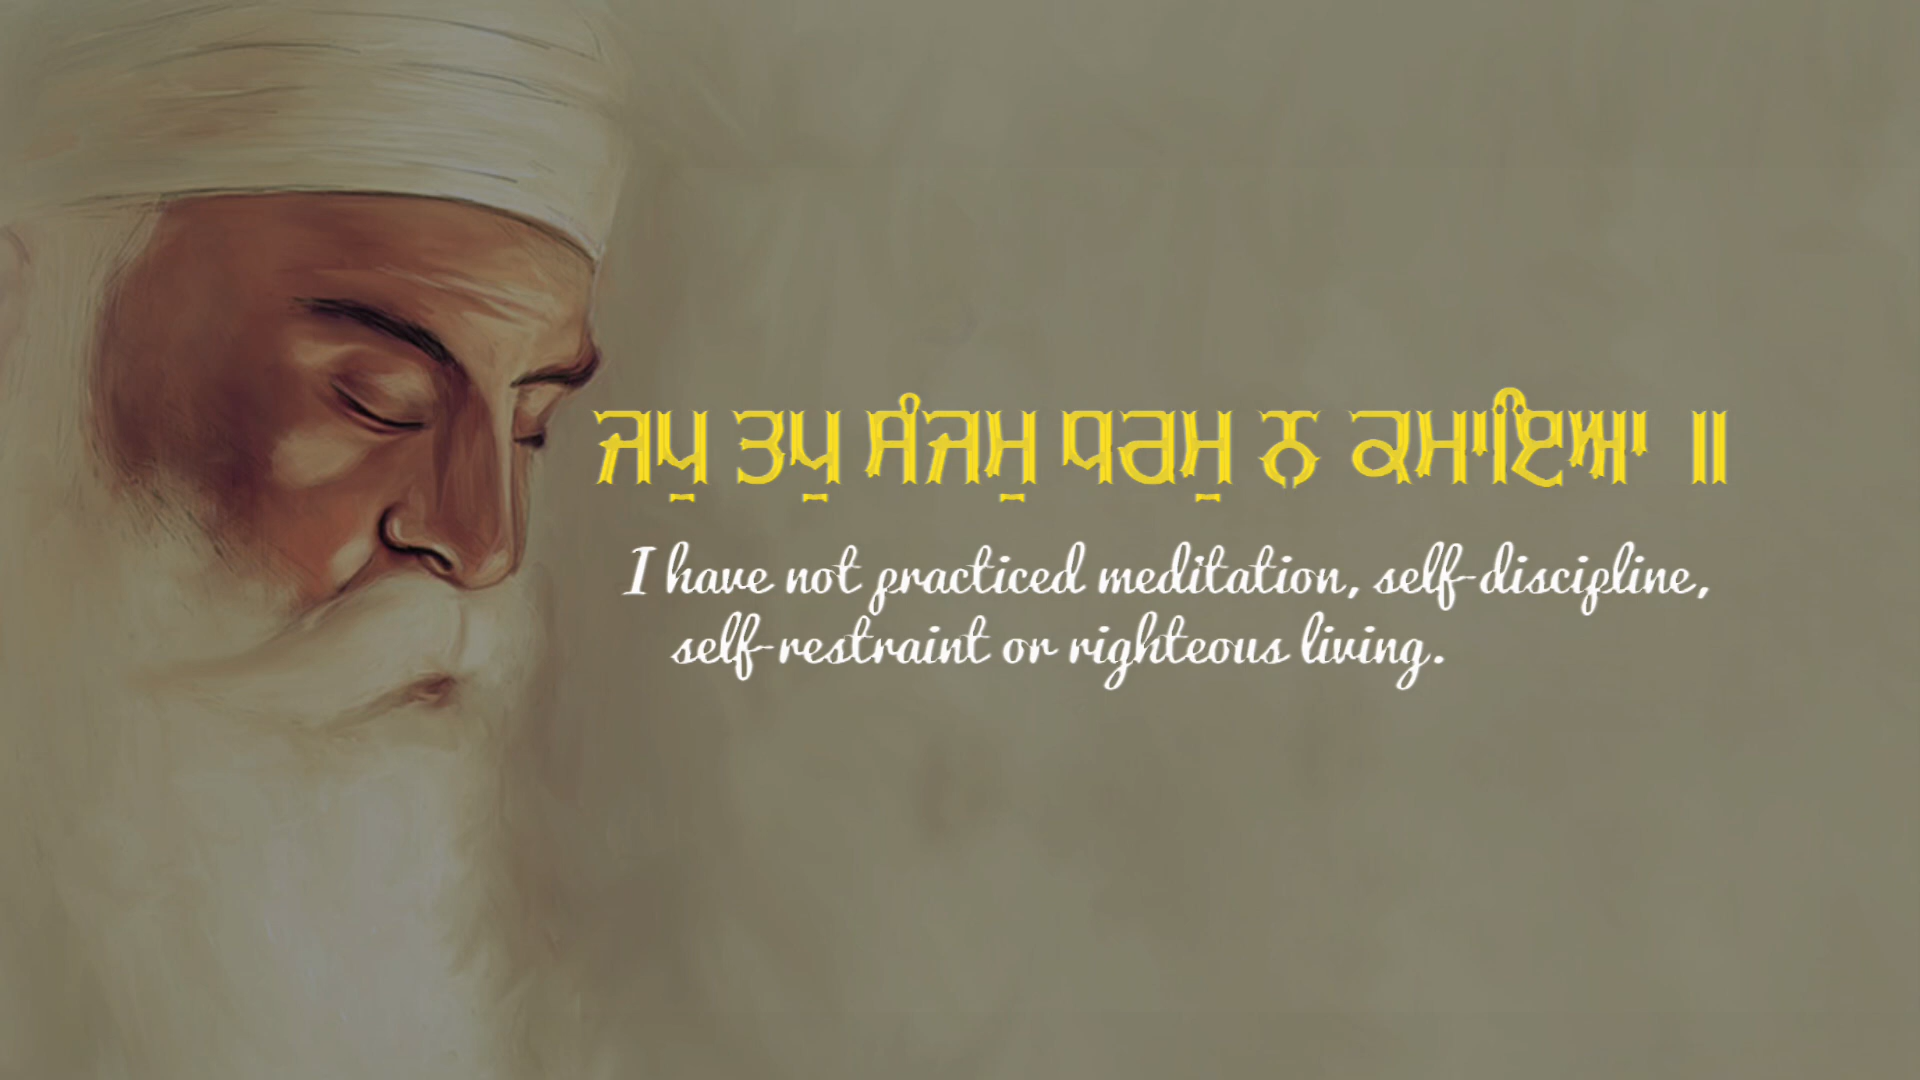 ਜਪੁ ਤਪੁ ਸੰਜਮੁ ਧਰਮੁ ਨ ਕਮਾਇਆ ॥
I have not practiced meditation, self-discipline,
self-restraint or righteous living.